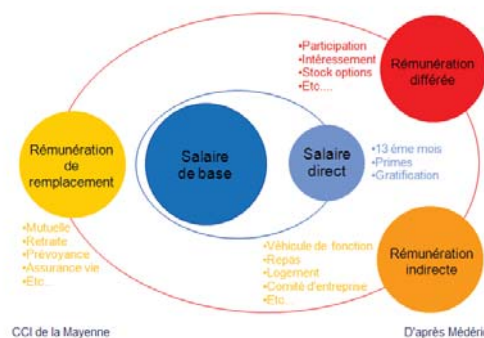 •Participation
•Intéressement
•Stock options
•Etc....
Rémunération
différée
Rémunération
de
remplacement
Salaire
de base
Salaire
direct
•13 éme mois
•Primes
•Gratification
•Mutuelle
•Retraite
•Prévoyance
•Assurance vie
•Etc...
•Véhicule de fonction
•Repas
•Logement
•Comité d'entreprise
•Etc...
Rémunération
indirecte
CCI de la Mayenne
D'après Médéric